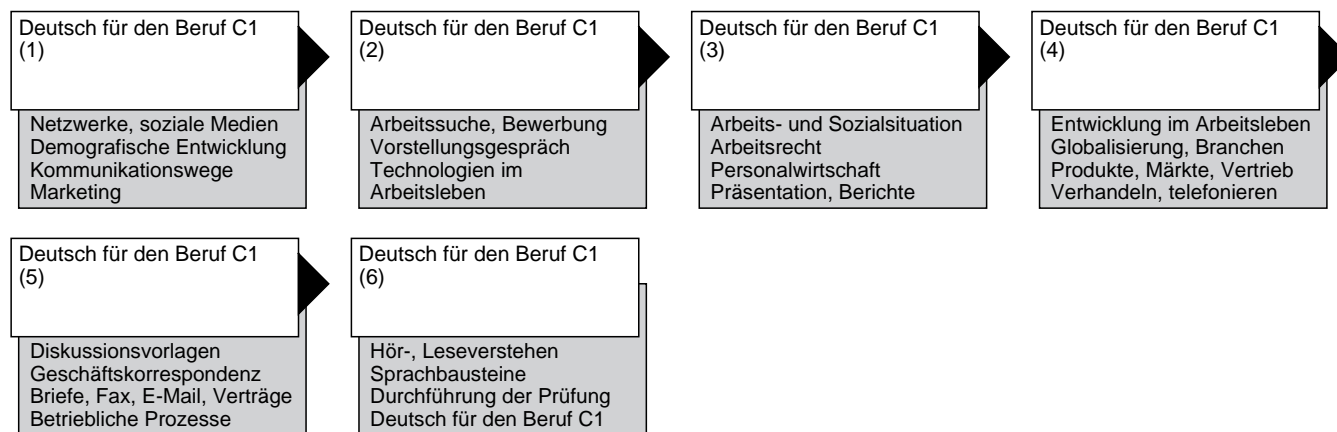 Deutsch für den Beruf C1
(1)
Netzwerke, soziale Medien
Demografische Entwicklung
Kommunikationswege
Marketing
Deutsch für den Beruf C1
(2)
Arbeitssuche, Bewerbung
Vorstellungsgespräch
Technologien im
Arbeitsleben
Deutsch für den Beruf C1
(3)
Arbeits- und Sozialsituation
Arbeitsrecht
Personalwirtschaft
Präsentation, Berichte
Deutsch für den Beruf C1
(4)
Entwicklung im Arbeitsleben
Globalisierung, Branchen
Produkte, Märkte, Vertrieb
Verhandeln, telefonieren
Deutsch für den Beruf C1
(5)
Diskussionsvorlagen
Geschäftskorrespondenz
Briefe, Fax, E-Mail, Verträge
Betriebliche Prozesse
Deutsch für den Beruf C1
(6)
Hör-, Leseverstehen
Sprachbausteine
Durchführung der Prüfung
Deutsch für den Beruf C1